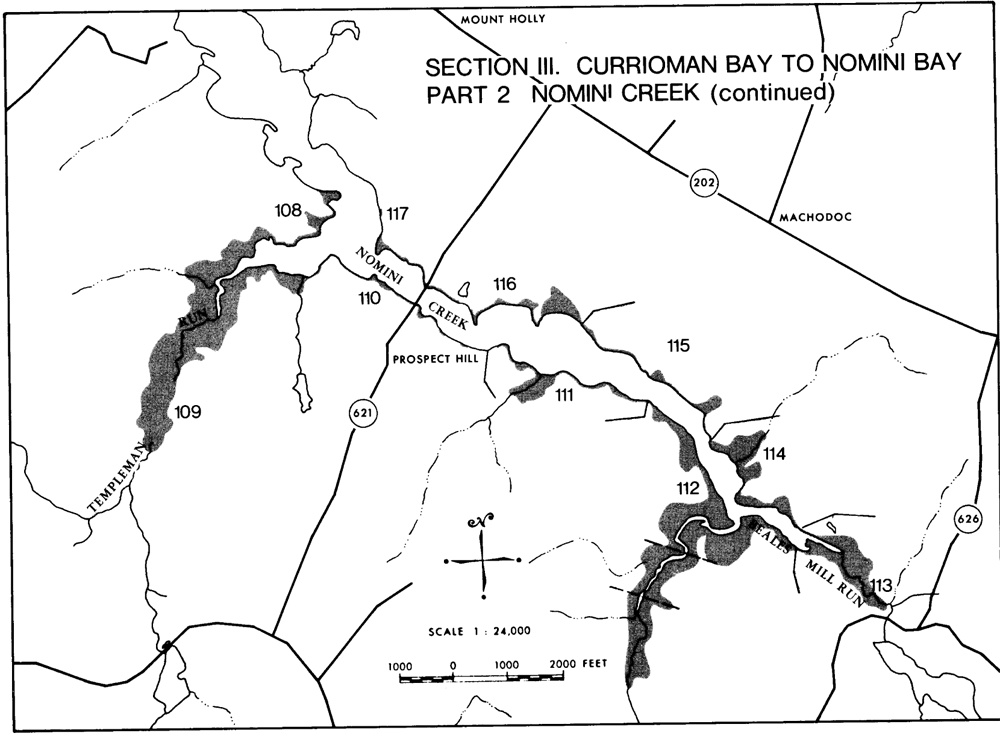 MOUNT HOLLY
SECTION III. CURRIOMAN BAY TO NOMINI BAY
PART 2 NOMINI CREEK (continued)
202
MACHODOC
108
117
NOMINI
CREEK
110
116
RUN
PROSPECT HILL
115
111
621
109
114
TEMPLEMAN
112
626
N
BEALES
MILL RUN
113
SCALE 1 : 24,000
1000 0 1000 2000 FEET